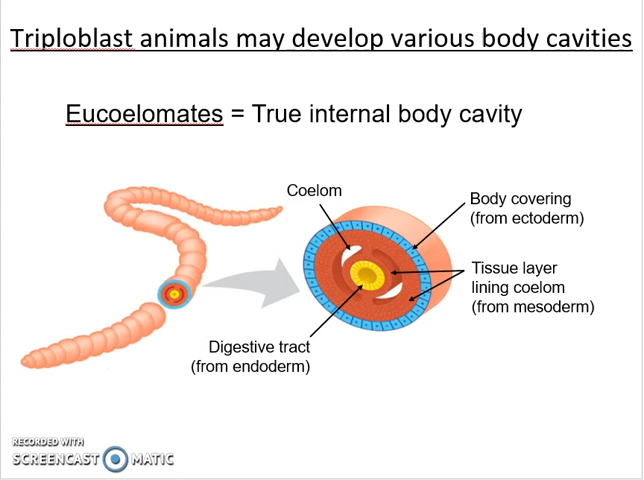 Triploblast animals may develop various body cavities
Eucoelomates = True internal body cavity
Coelom
Body covering
(from ectoderm)
Tissue layer
lining coelom
(from mesoderm)
Digestive tract
(from endoderm)
RECORDED WITH
SCREENCAST MATIC